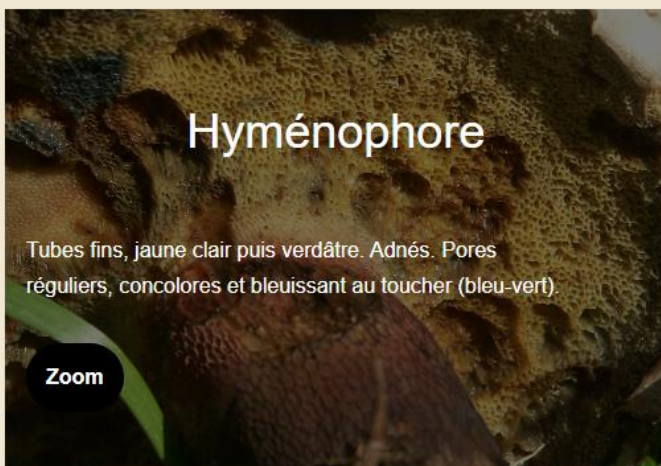 Hyménophore
Tubes fins, jaune clair puis verdâtre. Adnés. Pores
réguliers, concolores et bleuissant au toucher (bleu-vert).
Zoom